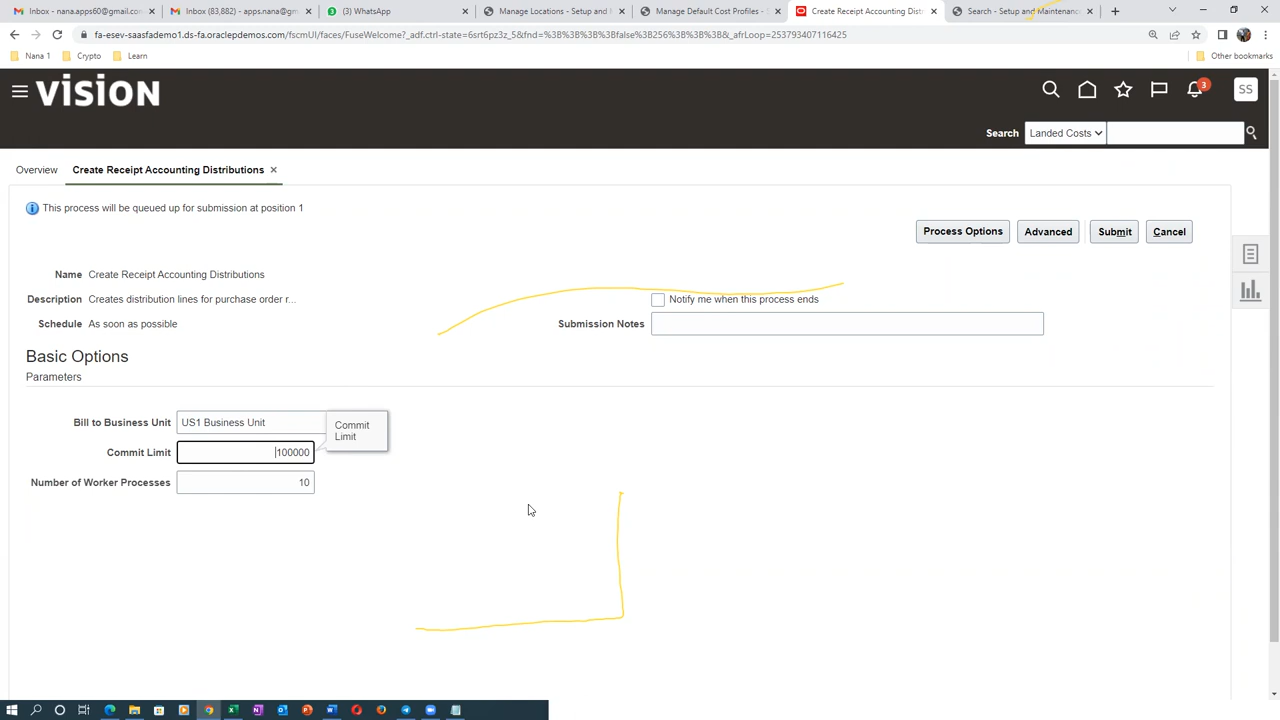 Inbox - nana.apps60@gmail.com
Inbox (83,882) - apps.nana@gm
(3) WhatsApp
Manage Locations - Setup and
Manage Default Cost Profiles - S
Create Receipt Accounting Distri
Search - Setup and Maintenance
fa-esev-saasfademo1.ds-fa.oraclepdemos.com/fscmUI/faces/FuseWelcome?_adf.ctrl-state=6srt6pz3z_5&fnd=%3B%3B%3B%3Bfalse%3B256%3B%3B%3B&_afrLoop=253793407116425
Nana 1 Crypto Learn Other bookmarks
VISION
3
SS
Search Landed Costs
Overview Create Receipt Accounting Distributions
This process will be queued up for submission at position 1
Process Options Advanced Submit Cancel
Name Create Receipt Accounting Distributions
Description Creates distribution lines for purchase order r... Notify me when this process ends
Schedule As soon as possible Submission Notes
Basic Options
Parameters
Bill to Business Unit US1 Business Unit
Commit Limit
Commit Limit 100000
Number of Worker Processes 10